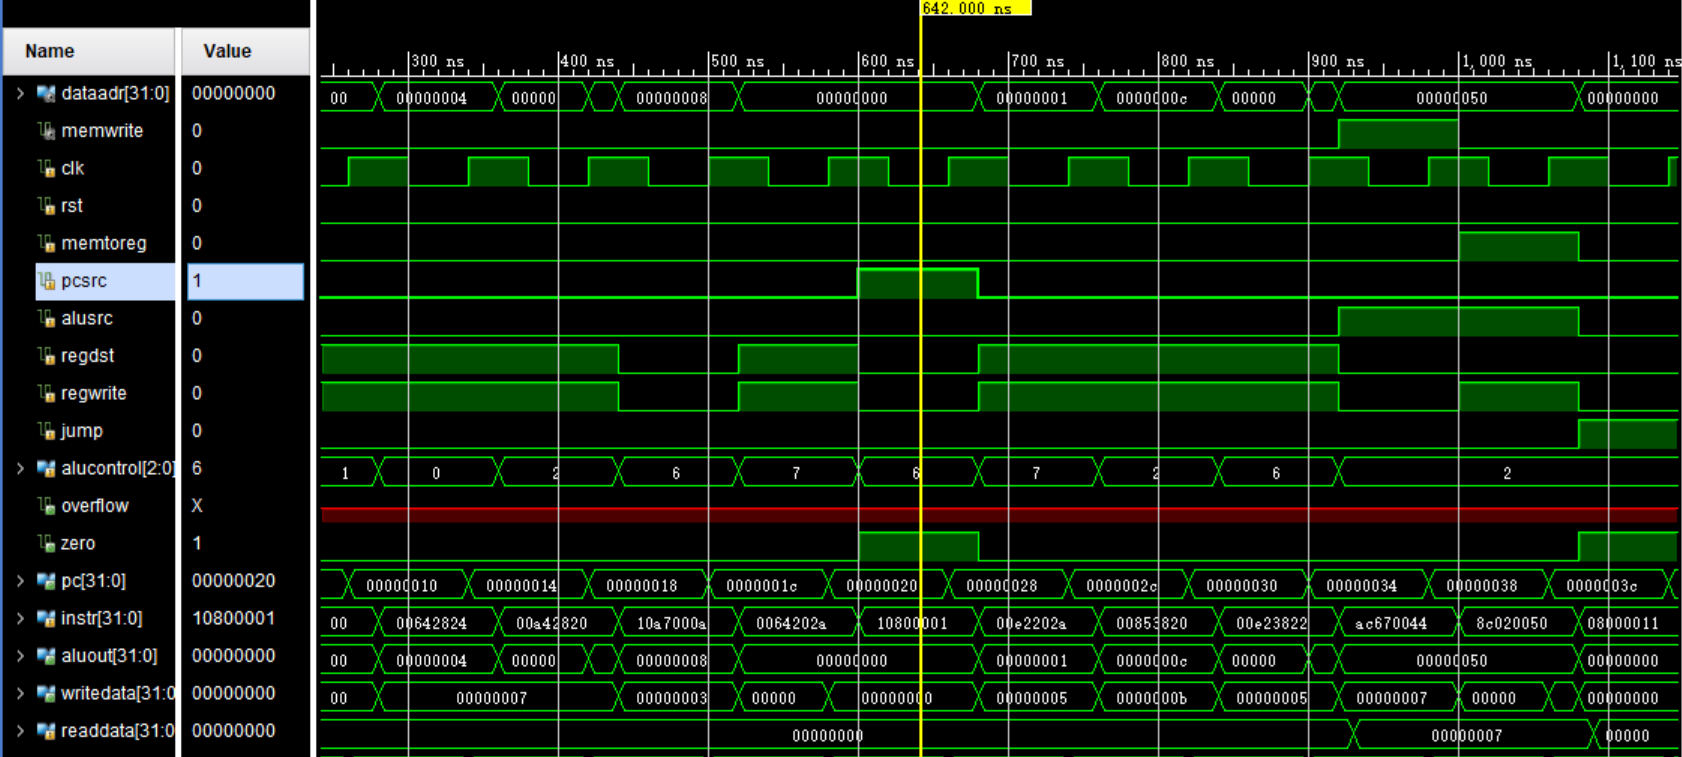 642.000 ns
Name Value
300 ns 400 ns 500 ns 600 ns 700 ns 800 ns 900 ns 1,000 ns 1,100 ns
dataadr[31:0] 00000000 00 00000004 00000 00000008 00000000 00000001 0000000c 00000 00000050 00000000
memwrite 0
clk 0
rst 0
memtoreg 0
pcsrc 1
alusrc 0
regdst 0
regwrite 0
jump 0
alucontrol[2:0] 6 1 0 2 6 7 6 7 2 6 2
overflow X
zero 1
pc[31:0] 00000020 00000010 00000014 00000018 0000001c 00000020 00000028 0000002c 00000030 00000034 00000038 0000003c
instr[31:0] 10800001 00 00642824 00a42820 10a7000a 0064202a 10800001 00e2202a 00853820 00e23822 ac670044 8c020050 08000011
aluout[31:0] 00000000 00 00000004 00000 00000008 00000000 00000001 0000000c 00000 00000050 00000000
writedata[31:0 00000000 00 00000007 00000003 00000 00000000 00000005 0000000b 00000005 00000007 00000 00000000
readdata[31:0 00000000 00000000 00000007 00000